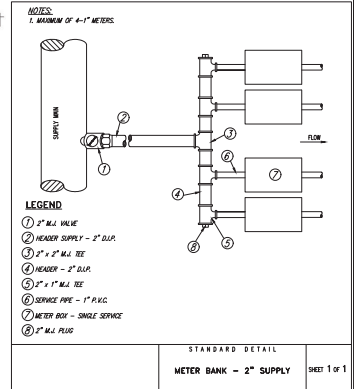 NOTES:
1. MAXIMUM OF 4-1" METERS.
SUPPLY MAIN
2
1
3
FLOW
6
7
4
5
8
LEGEND
1 2" M.J. VALVE
2 HEADER SUPPLY - 2" D.I.P.
3 2" x 2" M.J. TEE
4 HEADER - 2" D.I.P.
5 2" x 1" M.J. TEE
6 SERVICE PIPE - 1" P.V.C.
7 METER BOX - SINGLE SERVICE
8 2" M.J. PLUG
STANDARD DETAIL
METER BANK - 2" SUPPLY
SHEET 1 OF 1